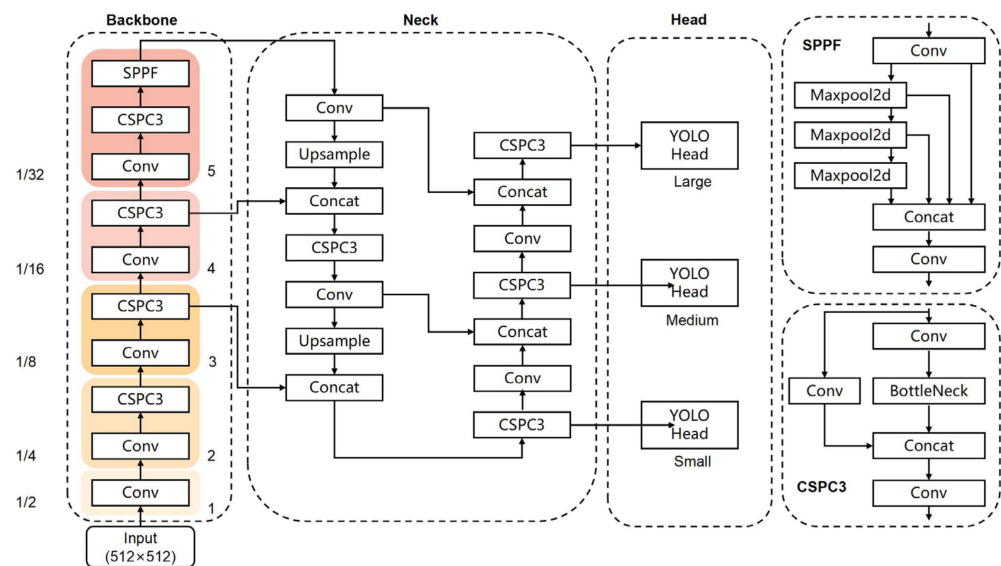 Backbone
Neck
Head
SPPF
CSPC3
Conv
5
1/32
CSPC3
Conv
4
1/16
CSPC3
Conv
3
1/8
CSPC3
Conv
2
1/4
Conv
1
1/2
Input
(512×512)
Conv
Upsample
Concat
CSPC3
Conv
Upsample
Concat
CSPC3
Concat
Conv
CSPC3
Concat
Conv
CSPC3
YOLO
Head
Large
YOLO
Head
Medium
YOLO
Head
Small
SPPF
Conv
Maxpool2d
Maxpool2d
Maxpool2d
Concat
Conv
Conv
Conv
BottleNeck
Concat
CSPC3
Conv